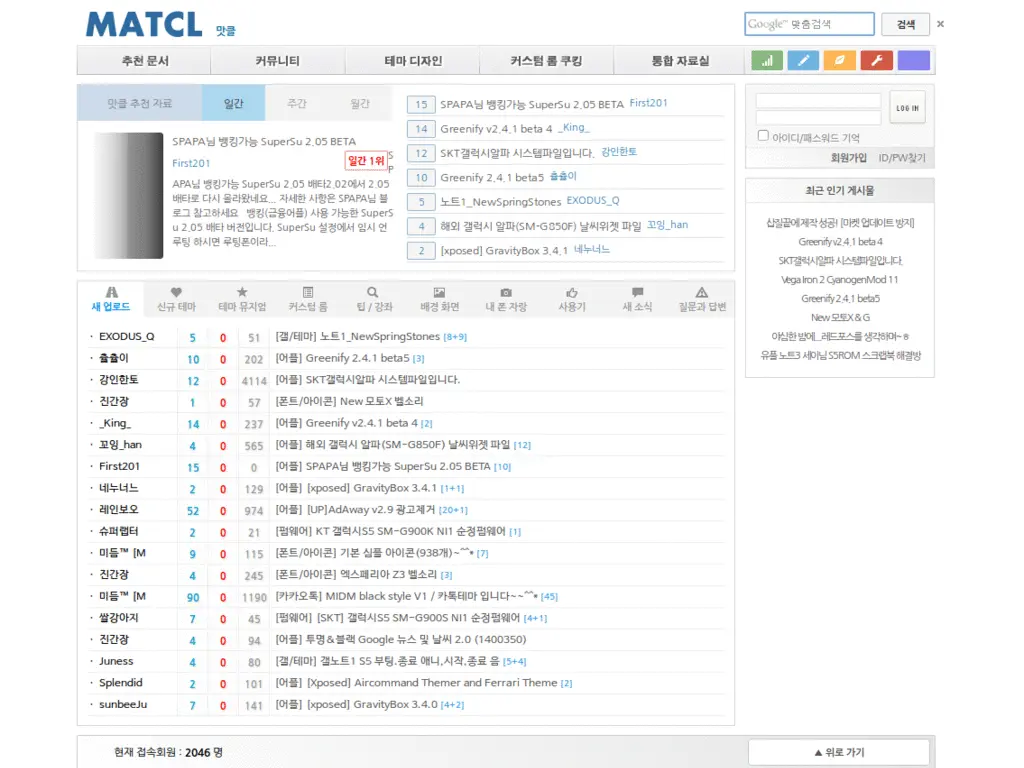 MATCL 맛클
Google™ 맞춤검색 검색 ×
추천 문서 커뮤니티 테마 디자인 커스텀 롬 쿠킹 통합 자료실
맛클 추천 자료 일간 주간 월간
SPAPA님 뱅킹가능 SuperSu 2.05 BETA
First201
일간 1위
APA님 뱅킹가능 SuperSu 2.05 배타2.02에서 2.05
배타로 다시 올라왔네요... 자세한 사항은 SPAPA님 블
로그 참고하세요 뱅킹(금융어플) 사용 가능한 SuperS
u 2.05 배타 버전입니다. SuperSu 설정에서 임시 언
루팅 하시면 루팅폰이라...
15 SPAPA님 뱅킹가능 SuperSu 2.05 BETA First201
14 Greenify v2.4.1 beta 4 _King_
12 SKT갤럭시알파 시스템파일입니다. 강인한토
10 Greenify 2.4.1 beta5 츌츌이
5 노트1_NewSpringStones EXODUS_Q
4 해외 갤럭시 알파(SM-G850F) 날씨위젯 파일 꼬잉_han
2 [xposed] GravityBox 3.4.1 네누너느
LOG IN
아이디/패스워드 기억
회원가입 ID/PW찾기
최근 인기 게시물
삽질끝에 제작 성공! [마켓 업데이트 방지]
Greenify v2.4.1 beta 4
SKT갤럭시알파 시스템파일입니다.
Vega Iron 2 CyanogenMod 11
Greenify 2.4.1 beta5
New 모토X & G
야심한 밤에...레드포스를 생각하며~ㅎ
유플 노트3 세이님 S5ROM 스크랩북 해결방
새 업로드 신규 테마 테마 뮤지엄 커스텀 롬 팁 / 강좌 배경 화면 내 폰 자랑 사용기 새 소식 질문과 답변
· EXODUS_Q 5 0 51 [갤/테마] 노트1_NewSpringStones [8+9]
· 츌츌이 10 0 202 [어플] Greenify 2.4.1 beta5 [3]
· 강인한토 12 0 4114 [어플] SKT갤럭시알파 시스템파일입니다.
· 진간장 1 0 57 [폰트/아이콘] New 모토X 벨소리
· _King_ 14 0 237 [어플] Greenify v2.4.1 beta 4 [2]
· 꼬잉_han 4 0 565 [어플] 해외 갤럭시 알파(SM-G850F) 날씨위젯 파일 [12]
· First201 15 0 0 [어플] SPAPA님 뱅킹가능 SuperSu 2.05 BETA [10]
· 네누너느 2 0 129 [어플] [xposed] GravityBox 3.4.1 [1+1]
· 레인보오 52 0 974 [어플] [UP]AdAway v2.9 광고제거 [20+1]
· 슈퍼랩터 2 0 21 [펌웨어] KT 갤럭시S5 SM-G900K NI1 순정펌웨어 [1]
· 미듬™ [M 9 0 115 [폰트/아이콘] 기본 심플 아이콘(938개)~^^* [7]
· 진간장 4 0 245 [폰트/아이콘] 엑스페리아 Z3 벨소리 [3]
· 미듬™ [M 90 0 1190 [카카오톡] MIDM black style V1 / 카톡테마 입니다~~^^* [45]
· 쌀강아지 7 0 45 [펌웨어] [SKT] 갤럭시S5 SM-G900S NI1 순정펌웨어 [4+1]
· 진간장 4 0 94 [어플] 투명&블랙 Google 뉴스 및 날씨 2.0 (1400350)
· Juness 4 0 80 [갤/테마] 갤노트1 S5 부팅.종료 애니,시작,종료 음 [5+4]
· Splendid 2 0 101 [어플] [Xposed] Aircommand Themer and Ferrari Theme [2]
· sunbeeJu 7 0 141 [어플] [xposed] GravityBox 3.4.0 [4+2]
현재 접속회원 : 2046 명 ▲ 위로 가기